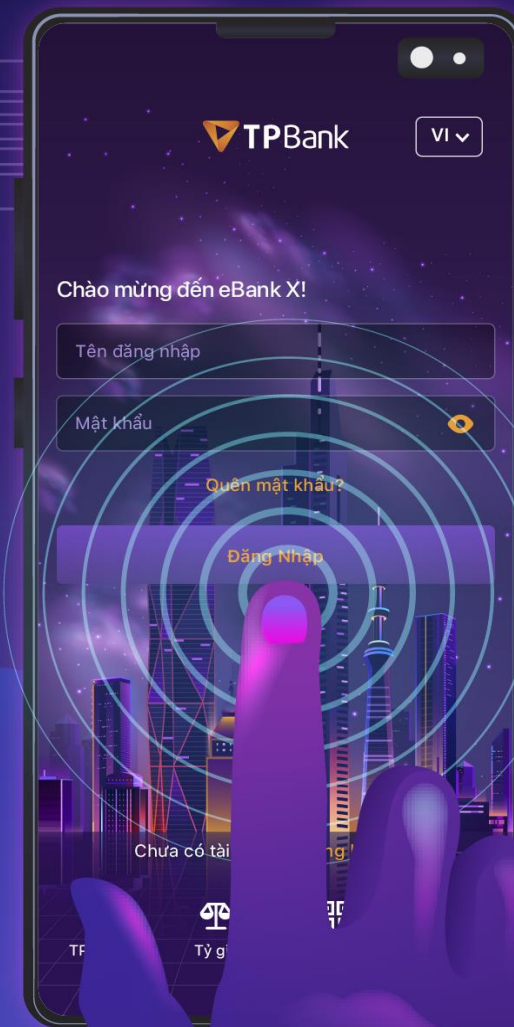 TPBank
VI
Chào mừng đến eBank X!
Tên đăng nhập
Mật khẩu
Quên mật khẩu?
Đăng Nhập
Chưa có tài
Tỷ